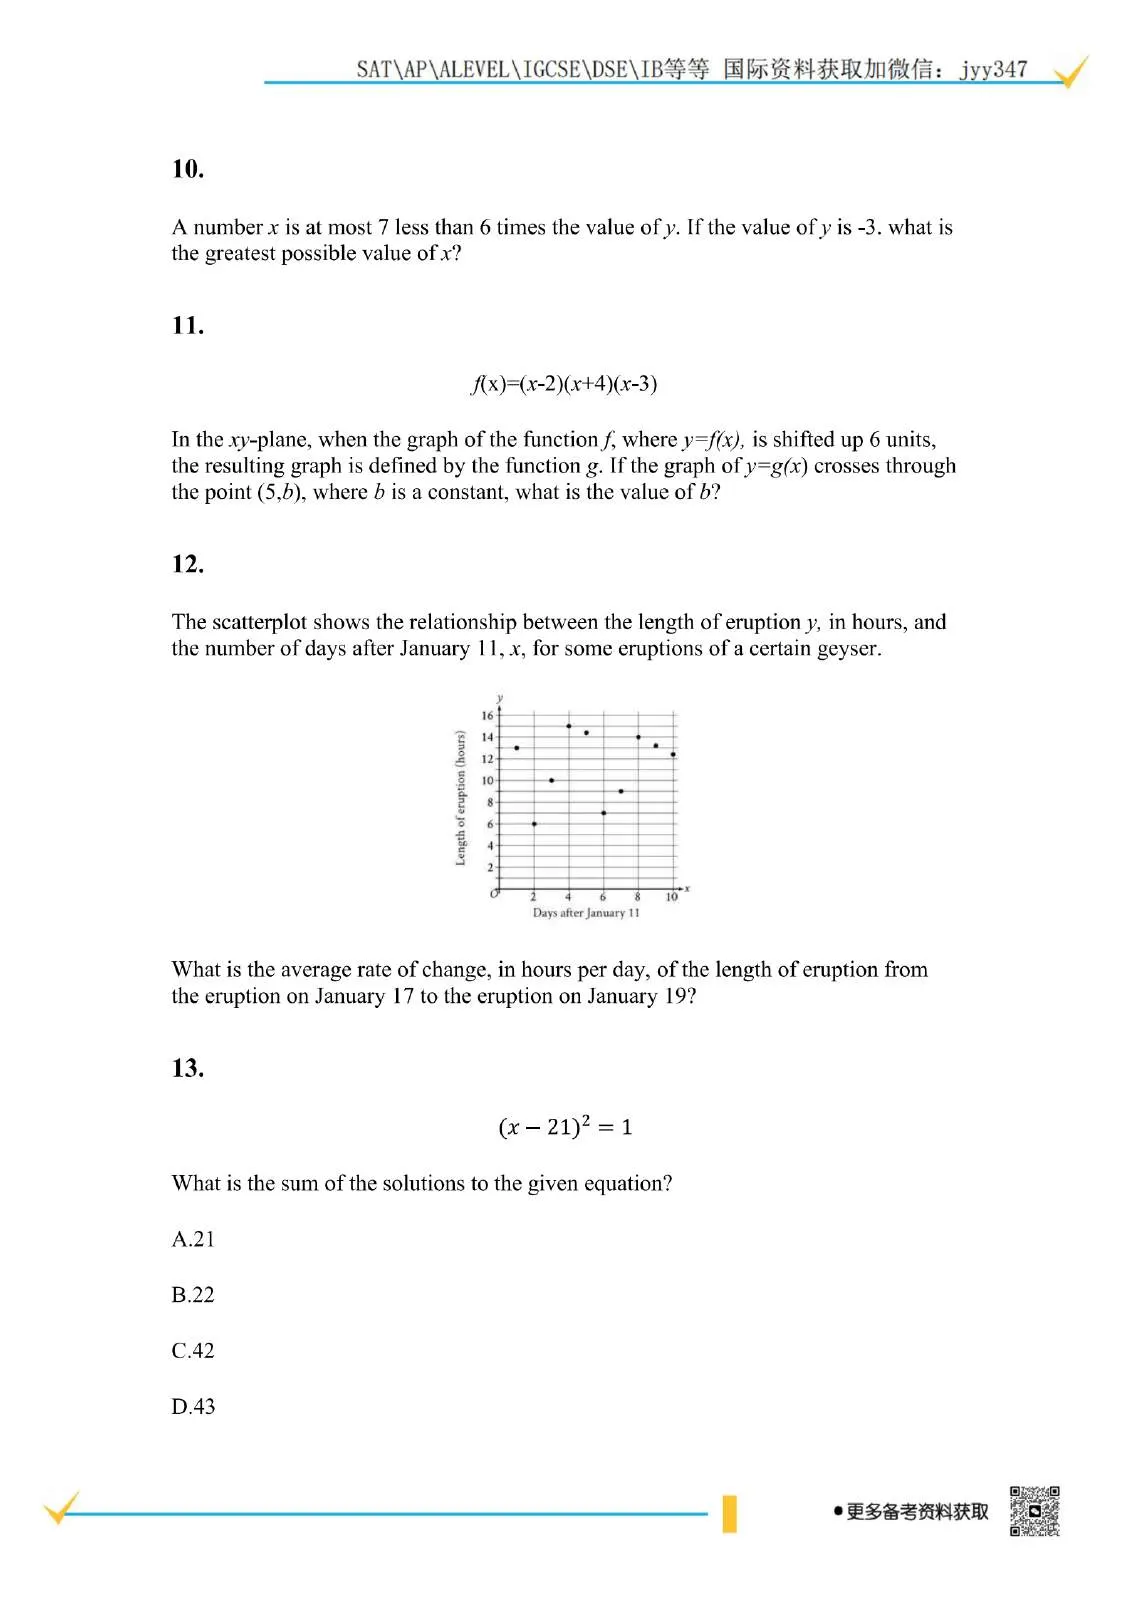 SAT\AP\ALEVEL\IGCSE\DSE\IB等等 国际资料获取加微信: jyy347
10.
A number x is at most 7 less than 6 times the value of y. If the value of y is -3. what is
the greatest possible value of x?
11.
f(x)=(x-2)(x+4)(x-3)
In the xy-plane, when the graph of the function f, where y=f(x), is shifted up 6 units,
the resulting graph is defined by the function g. If the graph of y=g(x) crosses through
the point (5,b), where b is a constant, what is the value of b?
12.
The scatterplot shows the relationship between the length of eruption y, in hours, and
the number of days after January 11, x, for some eruptions of a certain geyser.
y
16
14
12
10
8
6
4
2
Length of eruption (hours)
O 2 4 6 8 10 x
Days after January 11
What is the average rate of change, in hours per day, of the length of eruption from
the eruption on January 17 to the eruption on January 19?
13.
(x − 21)² = 1
What is the sum of the solutions to the given equation?
A.21
B.22
C.42
D.43
•更多备考资料获取